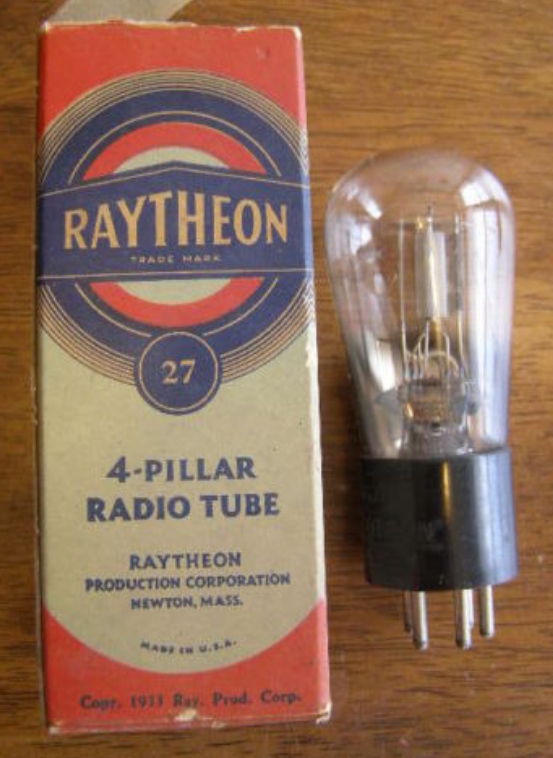 RAYTHEON
TRADE MARK
27
4-PILLAR
RADIO TUBE
RAYTHEON
PRODUCTION CORPORATION
NEWTON, MASS.
MADE IN U.S.A.
Copr. 1933 Ray. Prod. Corp.